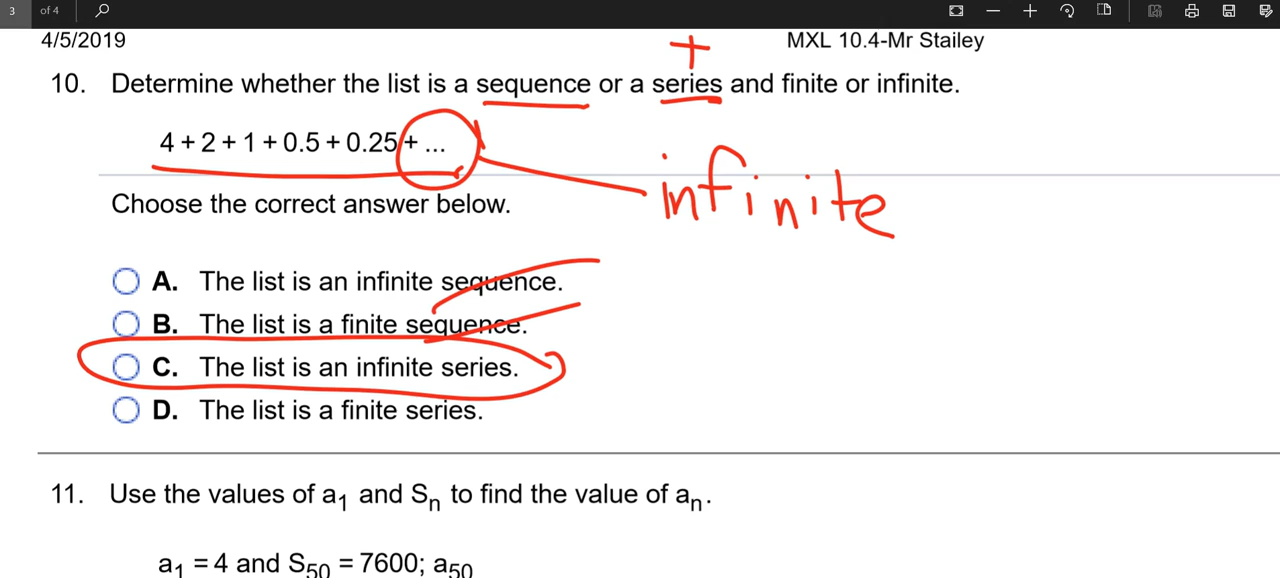 3 of 4
4/5/2019 MXL 10.4-Mr Stailey
+
10. Determine whether the list is a sequence or a series and finite or infinite.
4 + 2 + 1 + 0.5 + 0.25 + ...
infinite
Choose the correct answer below.
A. The list is an infinite sequence.
B. The list is a finite sequence.
C. The list is an infinite series.
D. The list is a finite series.
11. Use the values of a₁ and Sₙ to find the value of aₙ.
a₁ = 4 and S₅₀ = 7600; a₅₀